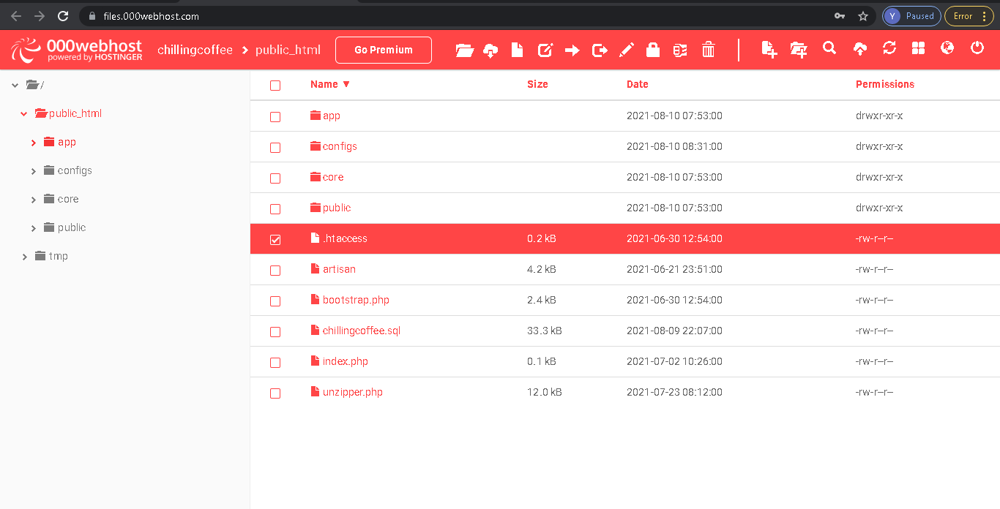 files.000webhost.com
Y Paused Error
000webhost
powered by HOSTINGER
chillingcoffee > public_html
Go Premium
/
public_html
app
configs
core
public
tmp
Name ▼ Size Date Permissions
app 2021-08-10 07:53:00 drwxr-xr-x
configs 2021-08-10 08:31:00 drwxr-xr-x
core 2021-08-10 07:53:00 drwxr-xr-x
public 2021-08-10 07:53:00 drwxr-xr-x
.htaccess 0.2 kB 2021-06-30 12:54:00 -rw-r--r--
artisan 4.2 kB 2021-06-21 23:51:00 -rw-r--r--
bootstrap.php 2.4 kB 2021-06-30 12:54:00 -rw-r--r--
chillingcoffee.sql 33.3 kB 2021-08-09 22:07:00 -rw-r--r--
index.php 0.1 kB 2021-07-02 10:26:00 -rw-r--r--
unzipper.php 12.0 kB 2021-07-23 08:12:00 -rw-r--r--